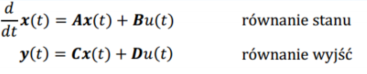 d/dt x(t) = Ax(t) + Bu(t) równanie stanu
y(t) = Cx(t) + Du(t) równanie wyjść